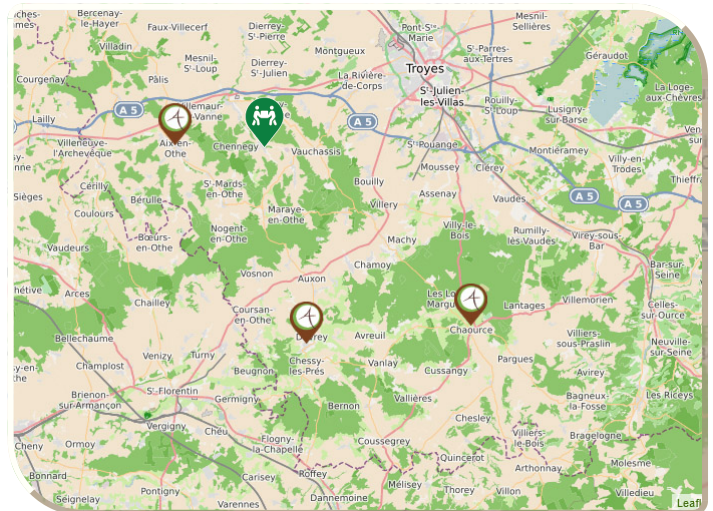 Bercenay-
le-Hayer
Faux-Villecerf
Dierrey-
Sᵗ-Pierre
Pont-Sᵗᵉ-
Marie
Mesnil-
Sellières
Villadin
Mesnil-
Sᵗ-Loup
Dierrey-
Sᵗ-Julien
Montgueux
Sᵗ-Parres-
aux-Tertres
Géraudot
Courgenay
Pâlis
La Rivière-
de-Corps
Troyes
Sᵗ-Julien-
les-Villas
La Loge-
aux-Chèvres
A 5
Rouilly-
Sᵗ-Loup
Lusigny-
sur-Barse
Lailly
A 5
Villeneuve-
l'Archevêque
Aix-en-
Othe
Chennegy
Vauchassy
Sᵗ-Pouange
Montiéramey
Villy-en-
Trodes
Moussey
Clérey
Cérilly
Sᵗ-Mards-
en-Othe
Bouilly
Assenay
Thieffra
Sièges
Bérulle
Villery
Vaudes
A 5
A 5
Coulours
Maraye-
en-Othe
Nogent-
en-Othe
Villy-le-
Bois
Rumilly-
lès-Vaudes
Virey-sous-
Bar
Bœurs-
en-Othe
Machy
Vaudeurs
Vosnon
Auxon
Chamoy
Bar-sur-
Seine
Arces
Chailley
Coursan-
en-Othe
Lantages
Villemorien
Celles-
sur-Ource
Bellechaume
Avreuil
Chaource
Villiers-
sous-Praslin
Neuville-
sur-Seine
Venizy
Turny
Chessy-
les-Prés
Vanlay
Pargues
Champlost
Beugnon
Cussangy
Avirey
Brienon-
sur-Armançon
Sᵗ-Florentin
Germigny
Vallières
Bagneux-
la-Fosse
Les Riceys
Bernon
Vergigny
Chéu
Chesley
Cheny
Ormoy
Flogny-
la-Chapelle
Coussegrey
Villiers-
le-Bois
Bragelogne
Quincerot
Molesme
Bonnard
Carisey
Roffey
Arthonnay
Seignelay
Pontigny
Varennes
Dannemoine
Mélisey
Thorey
Villon
Villedieu
Leafl